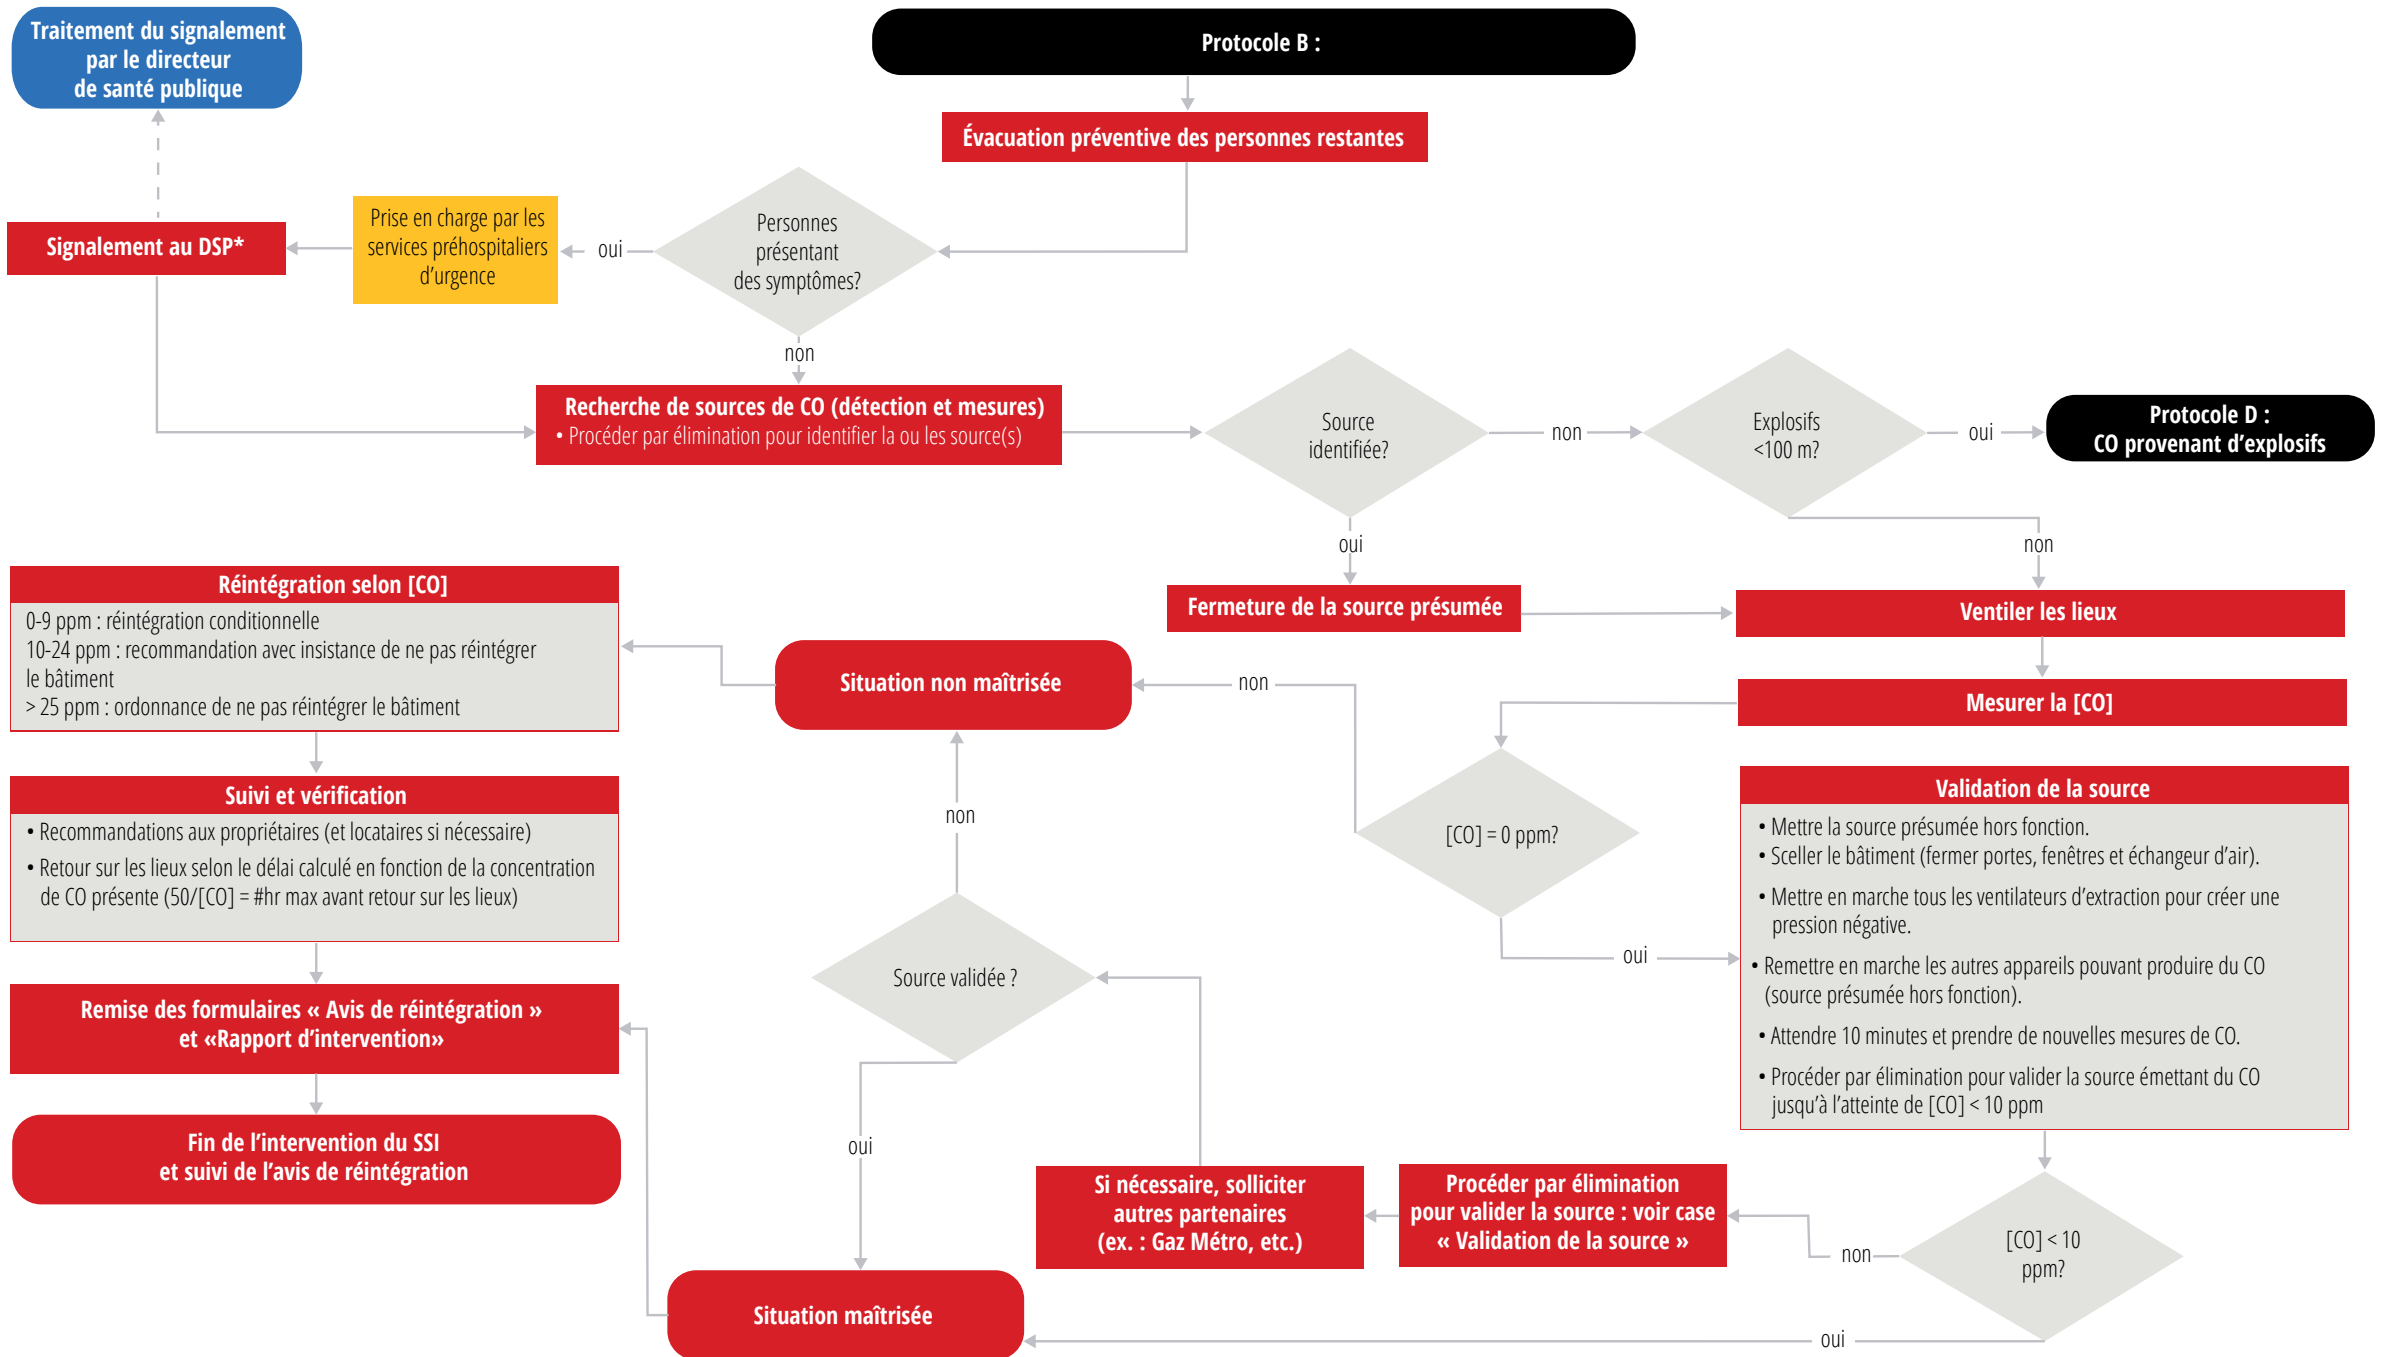 Traitement du signalement
par le directeur
de santé publique
Protocole B :
Évacuation préventive des personnes restantes
Personnes
présentant
des symptômes?
oui
Prise en charge par les
services préhospitaliers
d’urgence
Signalement au DSP*
non
Recherche de sources de CO (détection et mesures)
• Procéder par élimination pour identifier la ou les source(s)
Source
identifiée?
non
Explosifs
<100 m?
oui
Protocole D :
CO provenant d’explosifs
oui
non
Fermeture de la source présumée
Ventiler les lieux
Mesurer la [CO]
[CO] = 0 ppm?
non
oui
Situation non maîtrisée
Réintégration selon [CO]
0-9 ppm : réintégration conditionnelle
10-24 ppm : recommandation avec insistance de ne pas réintégrer
le bâtiment
> 25 ppm : ordonnance de ne pas réintégrer le bâtiment
Suivi et vérification
• Recommandations aux propriétaires (et locataires si nécessaire)
• Retour sur les lieux selon le délai calculé en fonction de la concentration
de CO présente (50/[CO] = #hr max avant retour sur les lieux)
Remise des formulaires « Avis de réintégration »
et «Rapport d’intervention»
Fin de l’intervention du SSI
et suivi de l’avis de réintégration
Validation de la source
• Mettre la source présumée hors fonction.
• Sceller le bâtiment (fermer portes, fenêtres et échangeur d’air).
• Mettre en marche tous les ventilateurs d’extraction pour créer une
pression négative.
• Remettre en marche les autres appareils pouvant produire du CO
(source présumée hors fonction).
• Attendre 10 minutes et prendre de nouvelles mesures de CO.
• Procéder par élimination pour valider la source émettant du CO
jusqu’à l’atteinte de [CO] < 10 ppm
[CO] < 10
ppm?
non
oui
Procéder par élimination
pour valider la source : voir case
« Validation de la source »
Si nécessaire, solliciter
autres partenaires
(ex. : Gaz Métro, etc.)
Source validée ?
non
oui
Situation maîtrisée